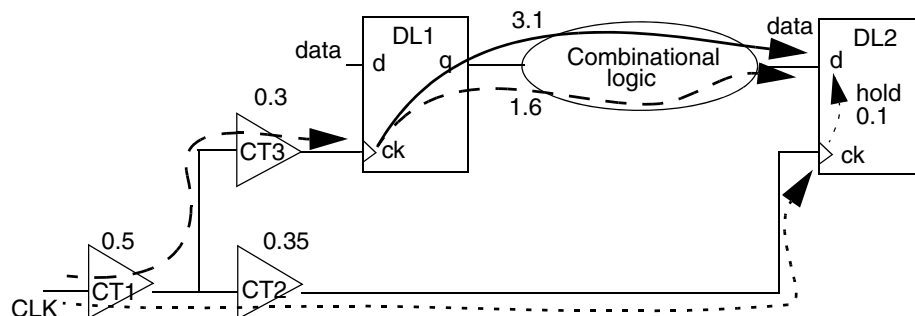 3.1
data
DL1
data
DL2
d
q
Combinational
logic
d
hold
0.1
0.3
1.6
CT3
ck
ck
0.5
0.35
CT1
CT2
CLK